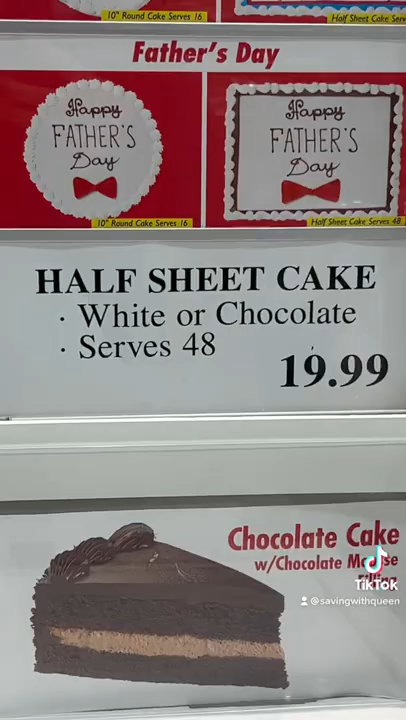 10" Round Cake Serves 16
Half Sheet Cake Serv
Father's Day
Happy
FATHER'S
Day
Happy
FATHER'S
Day
10" Round Cake Serves 16
Half Sheet Cake Serves 48
HALF SHEET CAKE
· White or Chocolate
· Serves 48
19.99
Chocolate Cake
w/Chocolate
TikTok
@savingwithqueen